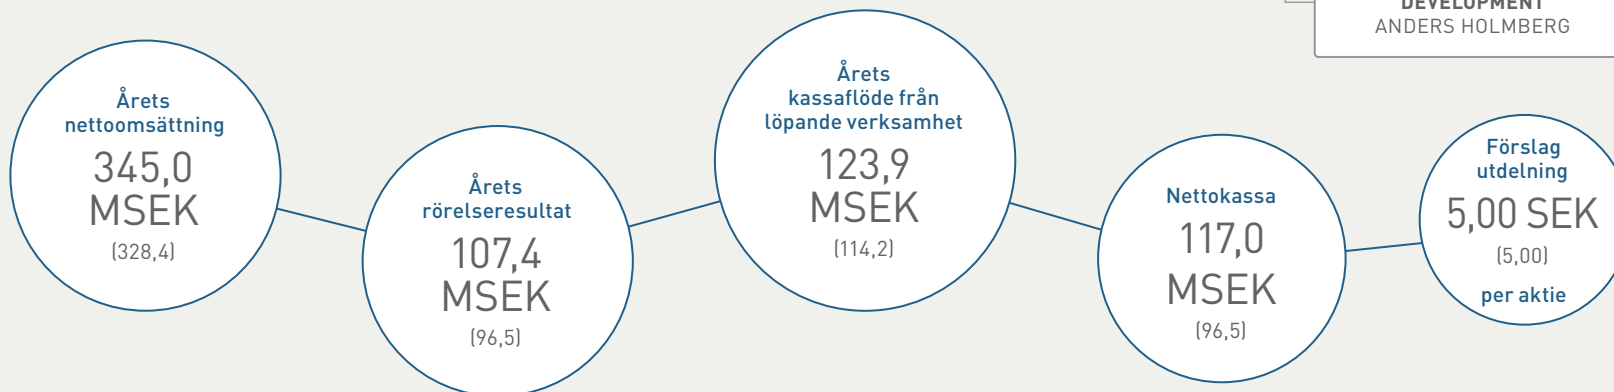 DEVELOPMENT
ANDERS HOLMBERG
Årets
nettoomsättning
345,0
MSEK
(328,4)
Årets
rörelseresultat
107,4
MSEK
(96,5)
Årets
kassaflöde från
löpande verksamhet
123,9
MSEK
(114,2)
Nettokassa
117,0
MSEK
(96,5)
Förslag
utdelning
5,00 SEK
(5,00)
per aktie